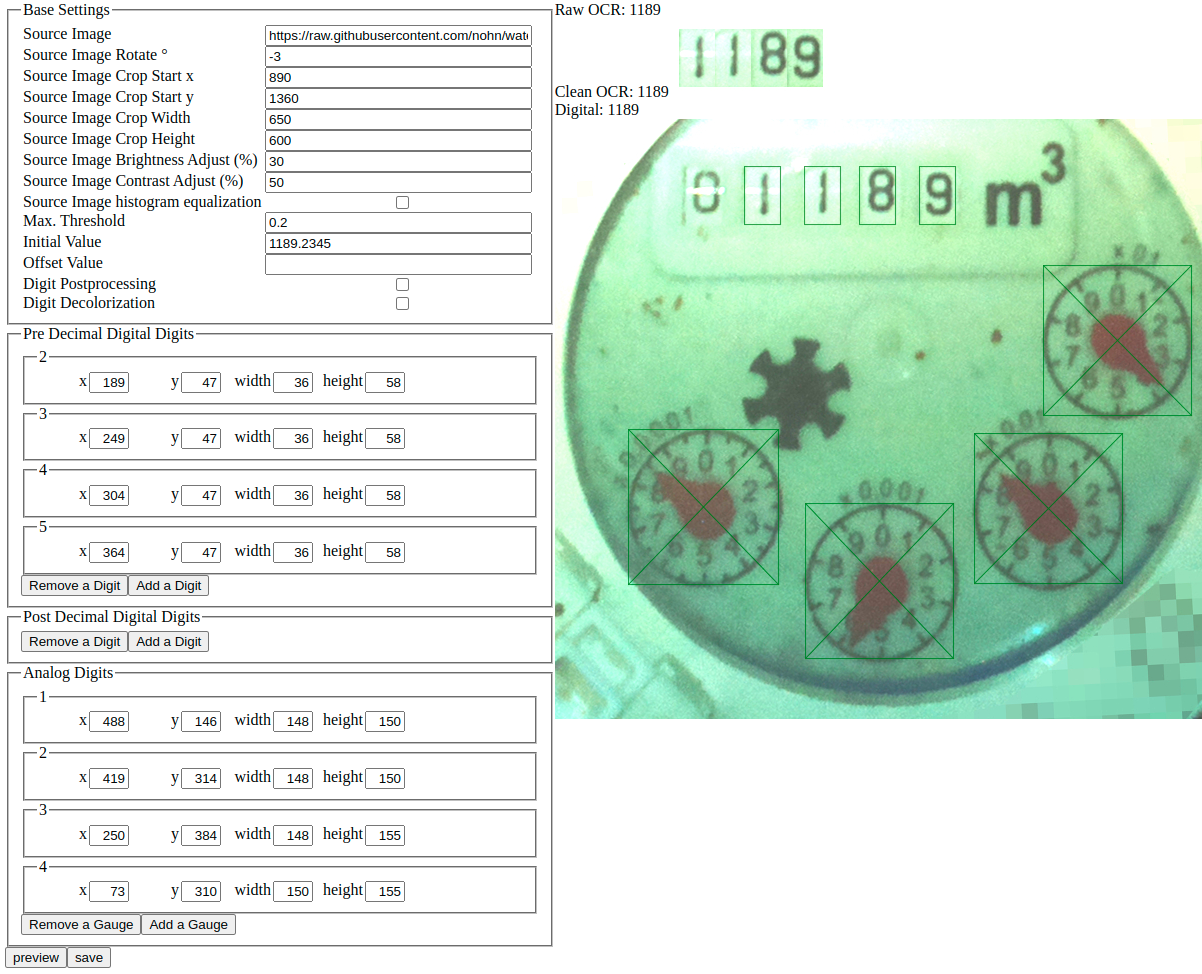 Base Settings
Source Image https://raw.githubusercontent.com/nohn/wate
Source Image Rotate ° -3
Source Image Crop Start x 890
Source Image Crop Start y 1360
Source Image Crop Width 650
Source Image Crop Height 600
Source Image Brightness Adjust (%) 30
Source Image Contrast Adjust (%) 50
Source Image histogram equalization
Max. Threshold 0.2
Initial Value 1189.2345
Offset Value
Digit Postprocessing
Digit Decolorization
Pre Decimal Digital Digits
2
x 189 y 47 width 36 height 58
3
x 249 y 47 width 36 height 58
4
x 304 y 47 width 36 height 58
5
x 364 y 47 width 36 height 58
Remove a Digit Add a Digit
Post Decimal Digital Digits
Remove a Digit Add a Digit
Analog Digits
1
x 488 y 146 width 148 height 150
2
x 419 y 314 width 148 height 150
3
x 250 y 384 width 148 height 155
4
x 73 y 310 width 150 height 155
Remove a Gauge Add a Gauge
preview save
Raw OCR: 1189
1189
Clean OCR: 1189
Digital: 1189
0 1 1 8 9 m³
x 0,1
9 0 1
8 2
7 3
5
9 0 1
8 2
7 3
6 5 4
x 0,001
9 0 1
8 2
7 3
5
9 0 1
8 2
7 3
6 5 4